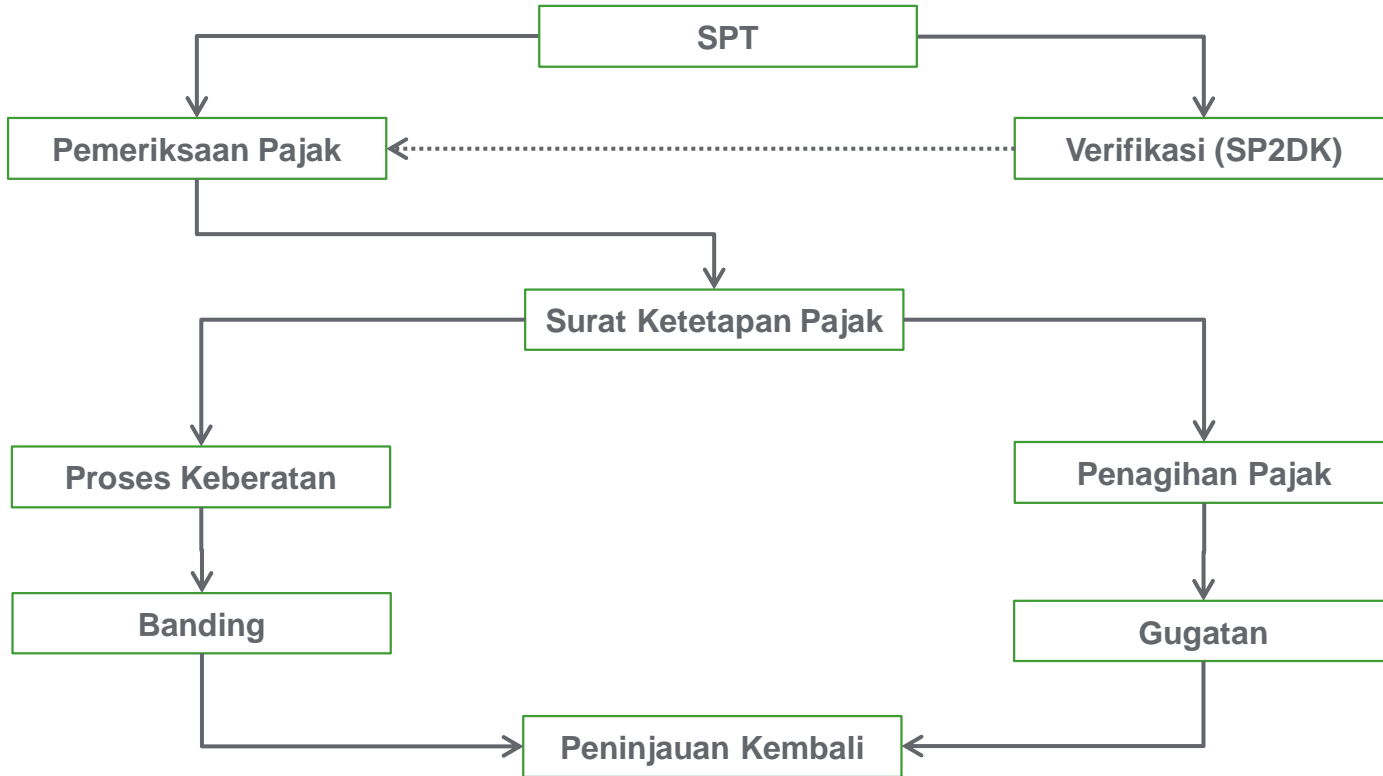 SPT
Pemeriksaan Pajak
Verifikasi (SP2DK)
Surat Ketetapan Pajak
Proses Keberatan
Penagihan Pajak
Banding
Gugatan
Peninjauan Kembali